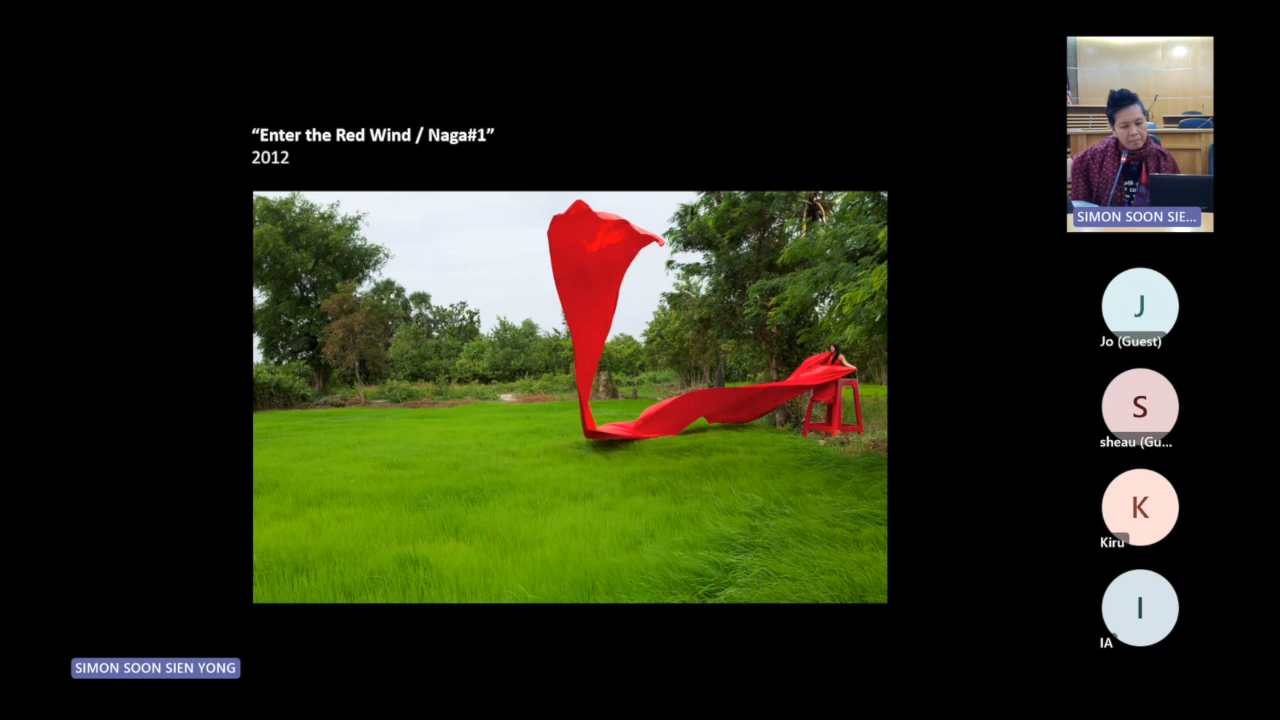 “Enter the Red Wind / Naga#1”
2012
SIMON SOON SIE...
J
Jo (Guest)
S
sheau (Gu...
K
Kiru
I
IA
SIMON SOON SIEN YONG